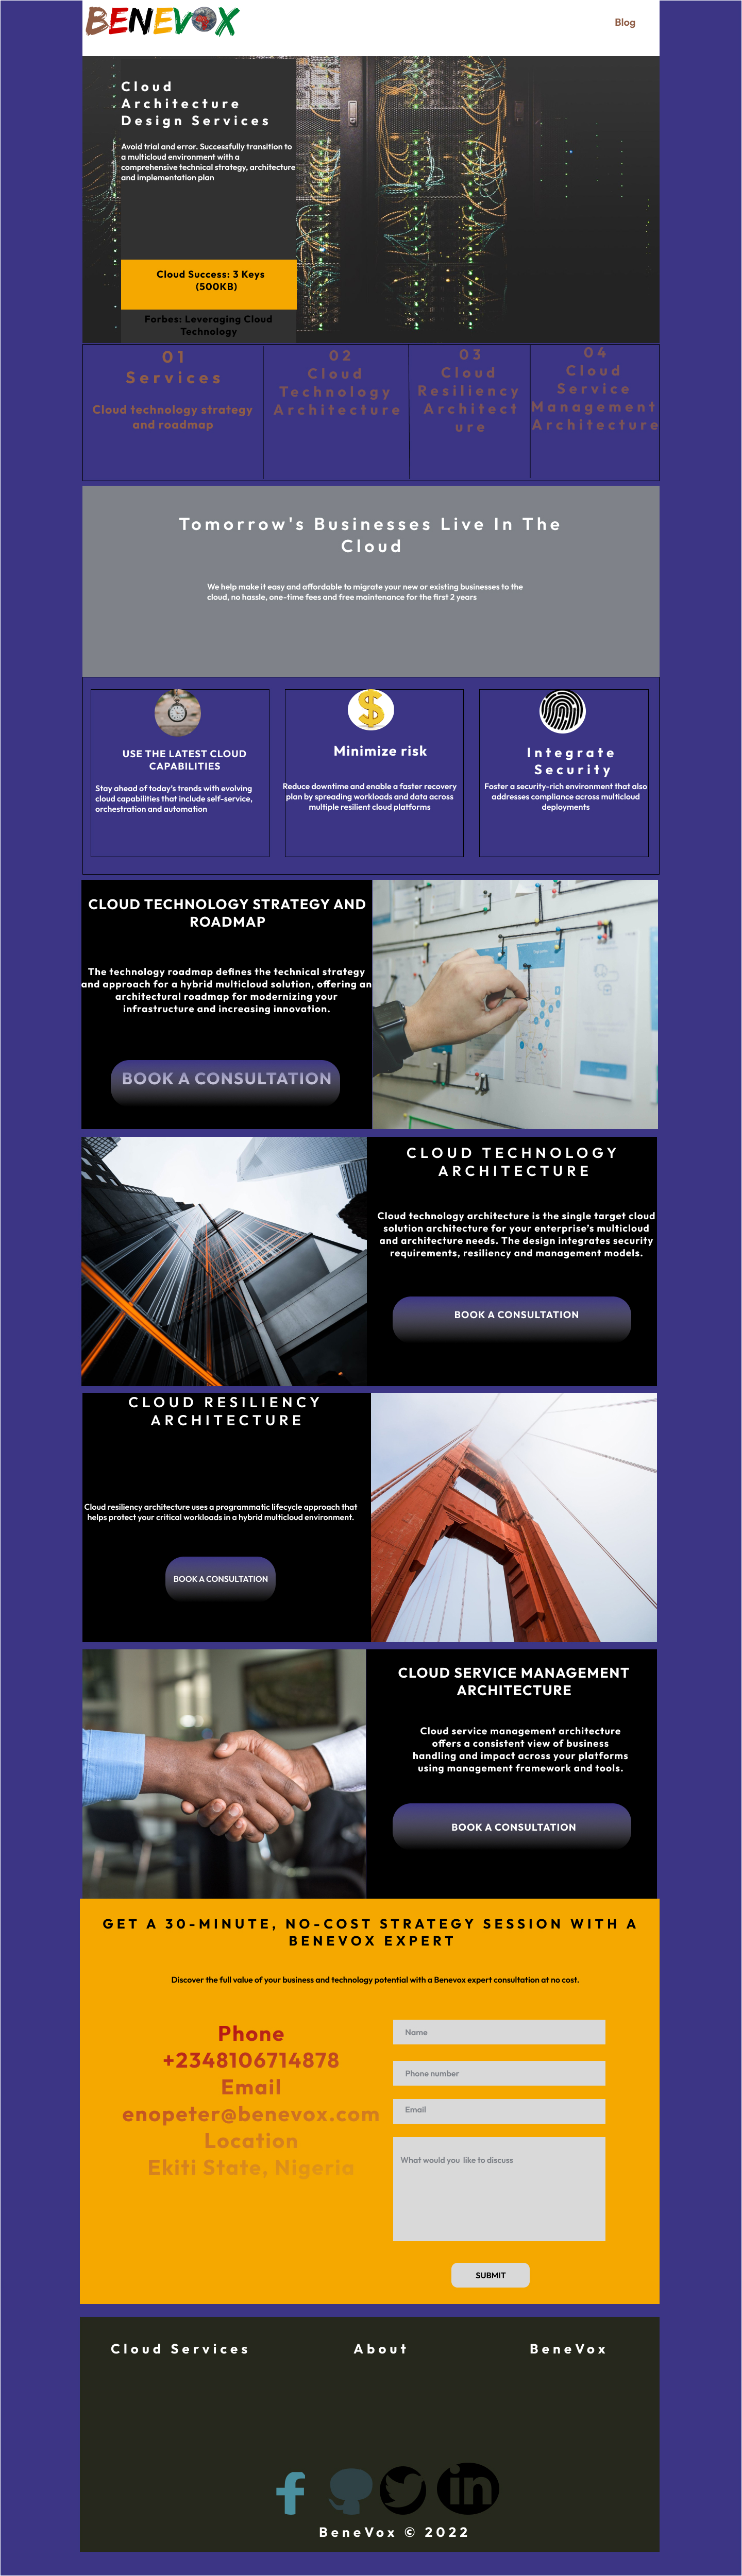 BENEVOX
Blog
Cloud
Architecture
Design Services
Avoid trial and error. Successfully transition to
a multicloud environment with a
comprehensive technical strategy, architecture
and implementation plan
Cloud Success: 3 Keys
(500KB)
Forbes: Leveraging Cloud
Technology
01
Services
Cloud technology strategy
and roadmap
02
Cloud
Technology
Architecture
03
Cloud
Resiliency
Architect
ure
04
Cloud
Service
Management
Architecture
Tomorrow's Businesses Live In The
Cloud
We help make it easy and affordable to migrate your new or existing businesses to the
cloud, no hassle, one-time fees and free maintenance for the first 2 years
USE THE LATEST CLOUD
CAPABILITIES
Stay ahead of today's trends with evolving
cloud capabilities that include self-service,
orchestration and automation
Minimize risk
Reduce downtime and enable a faster recovery
plan by spreading workloads and data across
multiple resilient cloud platforms
Integrate
Security
Foster a security-rich environment that also
addresses compliance across multicloud
deployments
CLOUD TECHNOLOGY STRATEGY AND
ROADMAP
The technology roadmap defines the technical strategy
and approach for a hybrid multicloud solution, offering an
architectural roadmap for modernizing your
infrastructure and increasing innovation.
BOOK A CONSULTATION
CLOUD TECHNOLOGY
ARCHITECTURE
Cloud technology architecture is the single target cloud
solution architecture for your enterprise's multicloud
and architecture needs. The design integrates security
requirements, resiliency and management models.
BOOK A CONSULTATION
CLOUD RESILIENCY
ARCHITECTURE
Cloud resiliency architecture uses a programmatic lifecycle approach that
helps protect your critical workloads in a hybrid multicloud environment.
BOOK A CONSULTATION
CLOUD SERVICE MANAGEMENT
ARCHITECTURE
Cloud service management architecture
offers a consistent view of business
handling and impact across your platforms
using management framework and tools.
BOOK A CONSULTATION
GET A 30-MINUTE, NO-COST STRATEGY SESSION WITH A
BENEVOX EXPERT
Discover the full value of your business and technology potential with a Benevox expert consultation at no cost.
Phone
+2348106714878
Email
enopeter@benevox.com
Location
Ekiti State, Nigeria
Name
Phone number
Email
What would you like to discuss
SUBMIT
Cloud Services
About
BeneVox
BeneVox © 2022